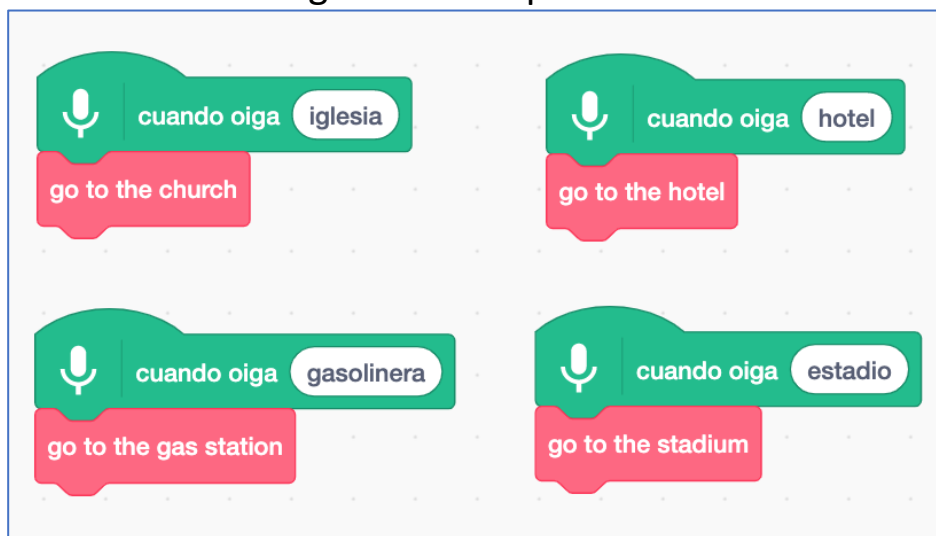 cuando oiga iglesia
go to the church
cuando oiga hotel
go to the hotel
cuando oiga gasolinera
go to the gas station
cuando oiga estadio
go to the stadium